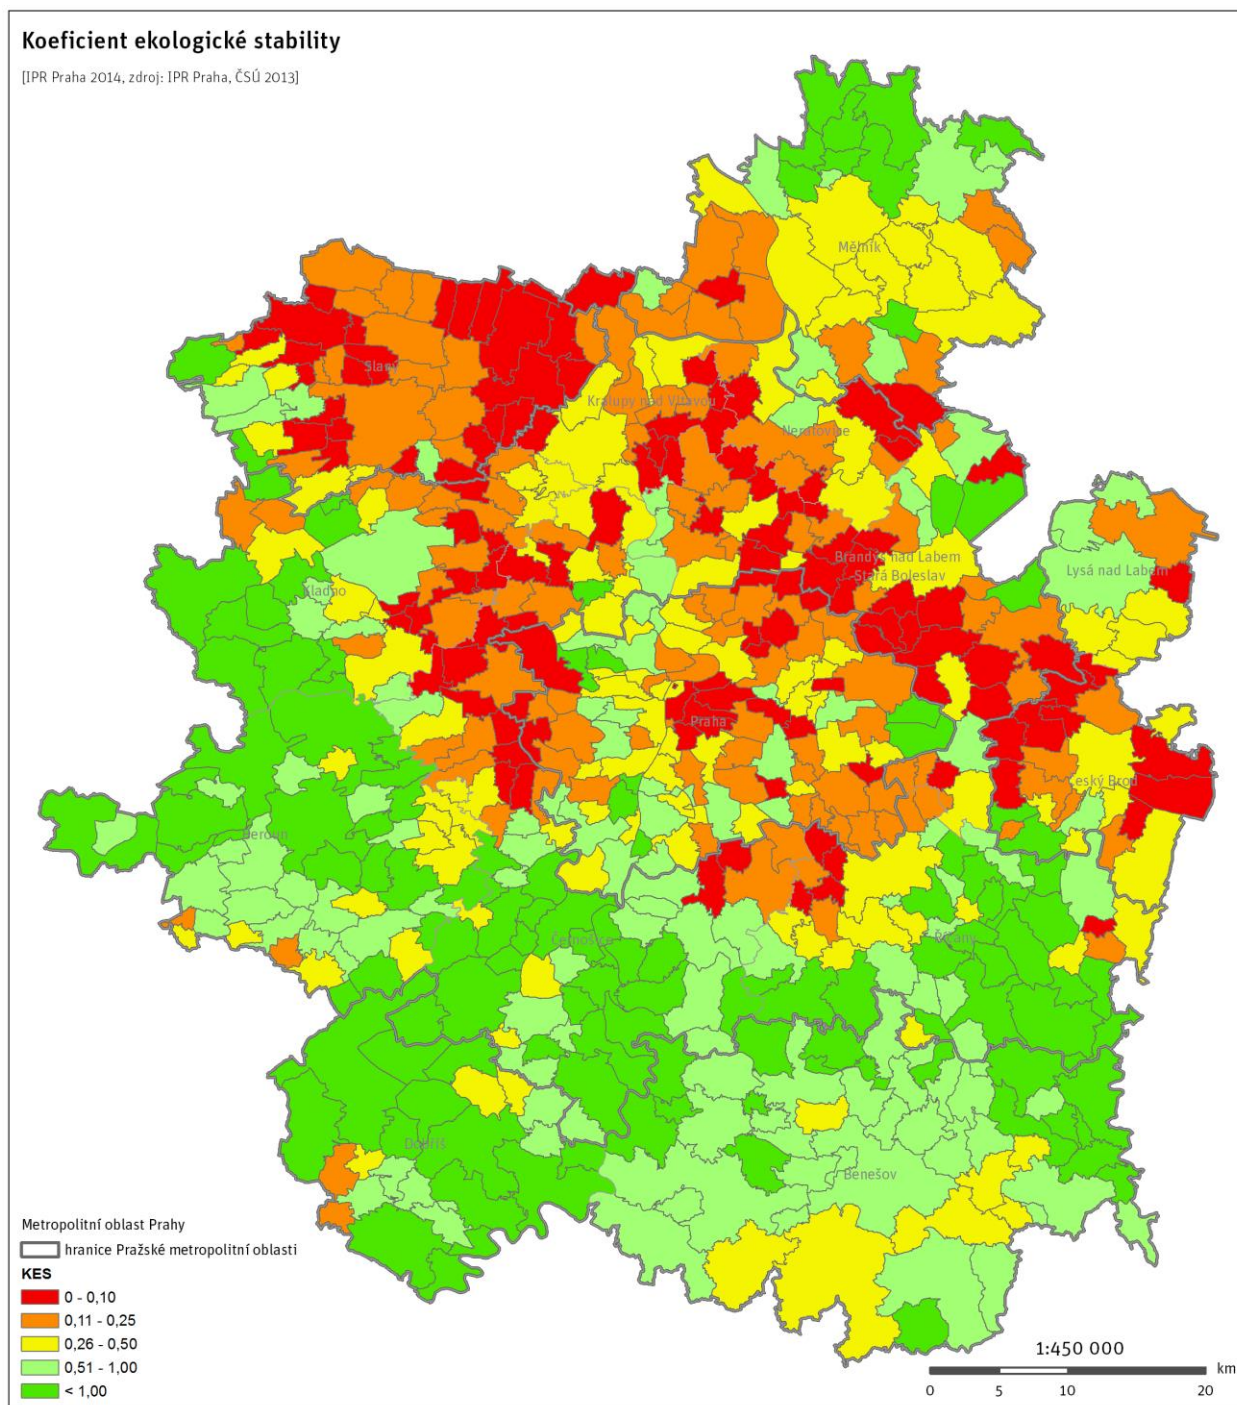 Koeficient ekologické stability
[IPR Praha 2014, zdroj: IPR Praha, ČSÚ 2013]
Mělník
Slaný
Kralupy nad Vltavou
Neratovice
Brandýs nad Labem
Stará Boleslav
Lysá nad Labem
Kladno
Praha
Český Brod
Beroun
Černošice
Říčany
Dobříš
Benešov
Metropolitní oblast Prahy
hranice Pražské metropolitní oblasti
KES
0 - 0,10
0,11 - 0,25
0,26 - 0,50
0,51 - 1,00
< 1,00
1:450 000
km
0 5 10 20